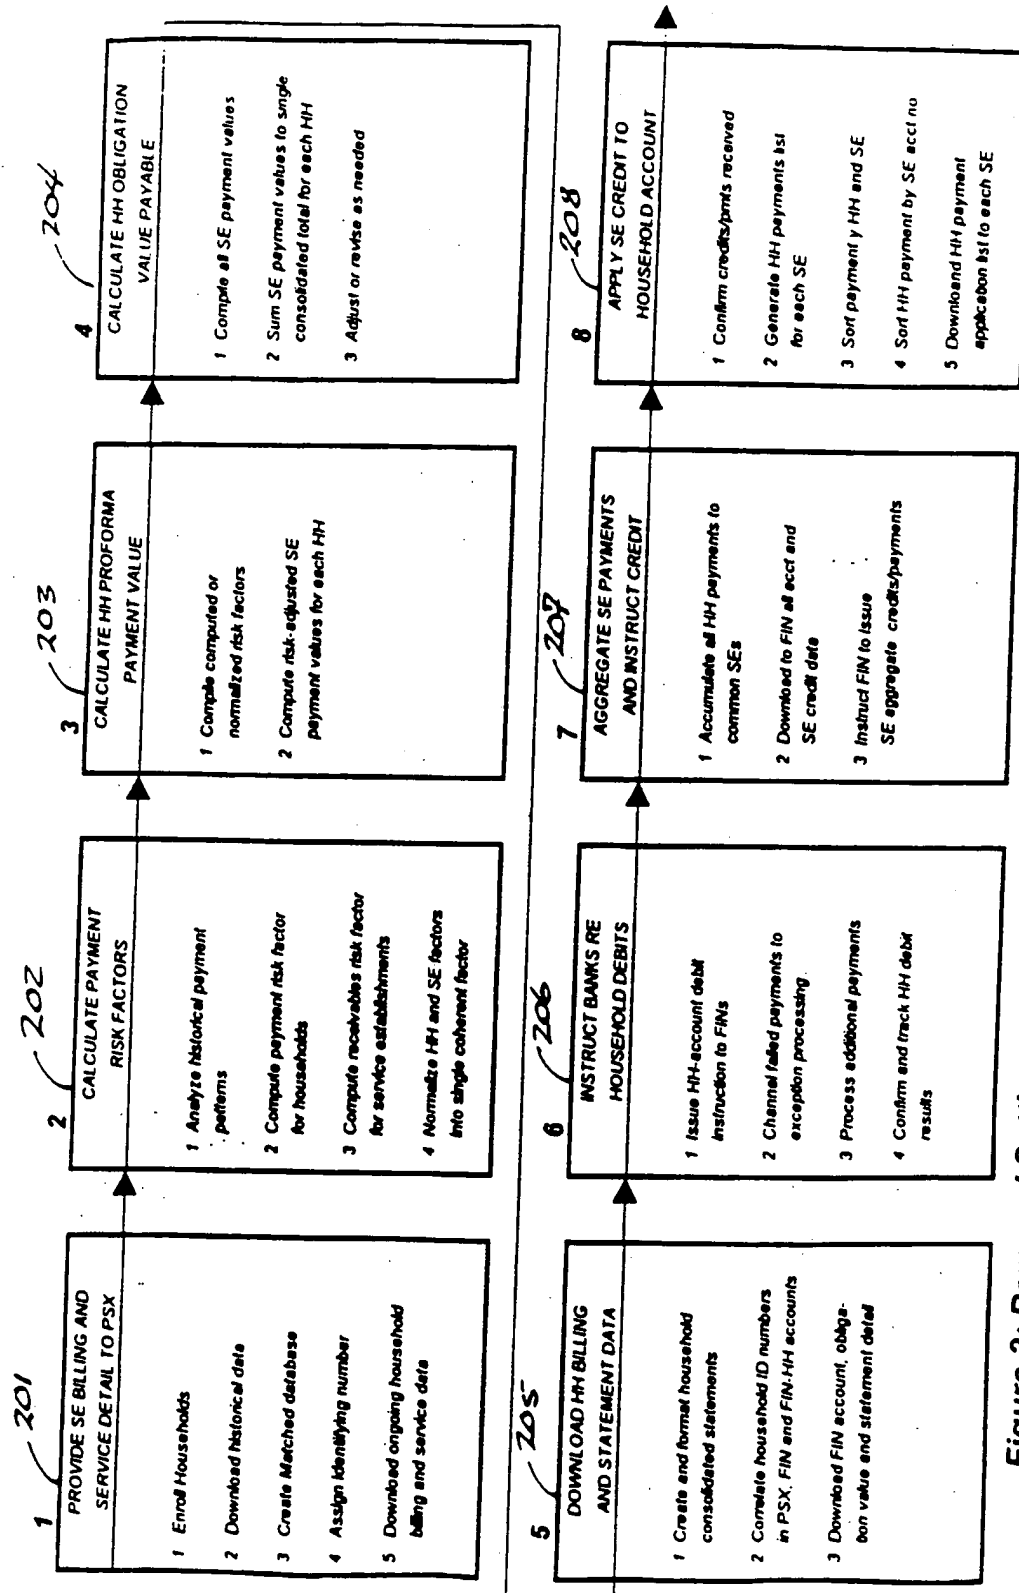 1
201
PROVIDE SE BILLING AND
SERVICE DETAIL TO PSX
1 Enroll Households
2 Download historical data
3 Create Matched database
4 Assign identifying number
5 Download ongoing household
billing and service data
2
202
CALCULATE PAYMENT
RISK FACTORS
1 Analyze historical payment
patterns
2 Compute payment risk factor
for households
3 Compute receivables risk factor
for service establishments
4 Normalize HH and SE factors
into single coherent factor
3
203
CALCULATE HH PROFORMA
PAYMENT VALUE
1 Compile computed or
normalized risk factors
2 Compute risk-adjusted SE
payment values for each HH
4
204
CALCULATE HH OBLIGATION
VALUE PAYABLE
1 Compile all SE payment values
2 Sum SE payment values to single
consolidated total for each HH
3 Adjust or revise as needed
5
205
DOWNLOAD HH BILLING
AND STATEMENT DATA
1 Create and format household
consolidated statements
2 Correlate household ID numbers
in PSX, FIN and FIN-HH accounts
3 Download FIN account, obliga-
tion value and statement detail
6
206
INSTRUCT BANKS RE
HOUSEHOLD DEBITS
1 Issue HH-account debit
instruction to FINs
2 Channel failed payments to
exception processing
3 Process additional payments
4 Confirm and track HH debit
results
7
207
AGGREGATE SE PAYMENTS
AND INSTRUCT CREDIT
1 Accumulate all HH payments to
common SEs
2 Download to FIN all acct and
SE credit data
3 Instruct FIN to issue
SE aggregate credits/payments
8
208
APPLY SE CREDIT TO
HOUSEHOLD ACCOUNT
1 Confirm credits/pmts received
2 Generate HH payments list
for each SE
3 Sort payment y HH and SE
4 Sort HH payment by SE acct no
5 Download HH payment
application list to each SE
Figure 2: